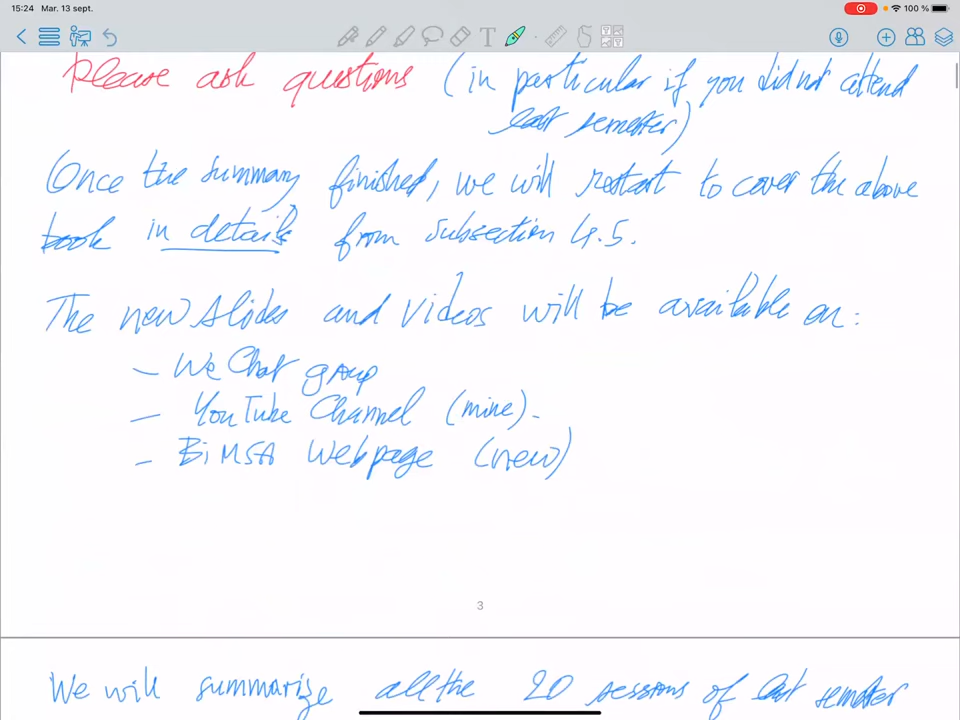 15:24 Mar. 13 sept.
100 %
T
Please ask questions (in particular if you did not attend
last semester)
Once the summary finished, we will restart to cover the above
book in details from subsection 4.5.
The new slides and videos will be available on:
- WeChat group
- YouTube Channel (mine).
- BiMSA Webpage (new)
3
We will summarize all the 20 sessions of last semester